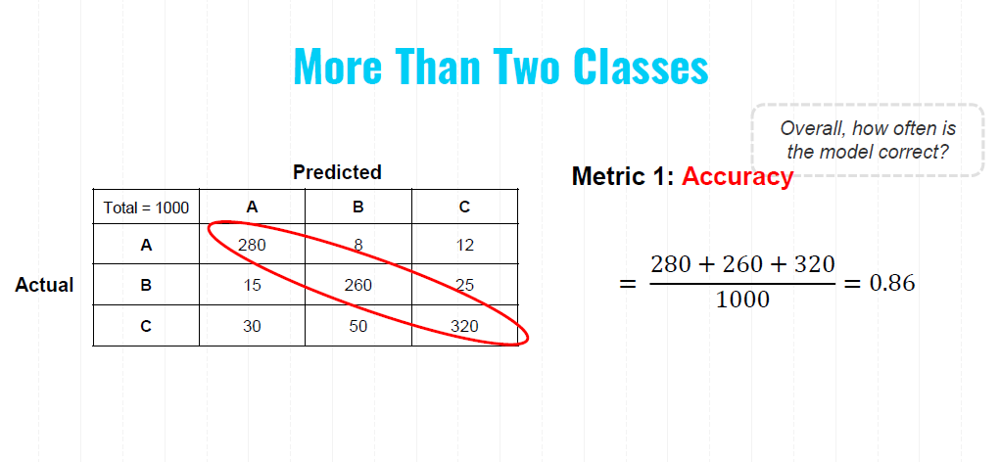 More Than Two Classes
Overall, how often is
the model correct?
Predicted
Metric 1: Accuracy
Total = 1000 A B C
A 280 8 12
Actual B 15 260 25
C 30 50 320
= (280 + 260 + 320) / 1000 = 0.86